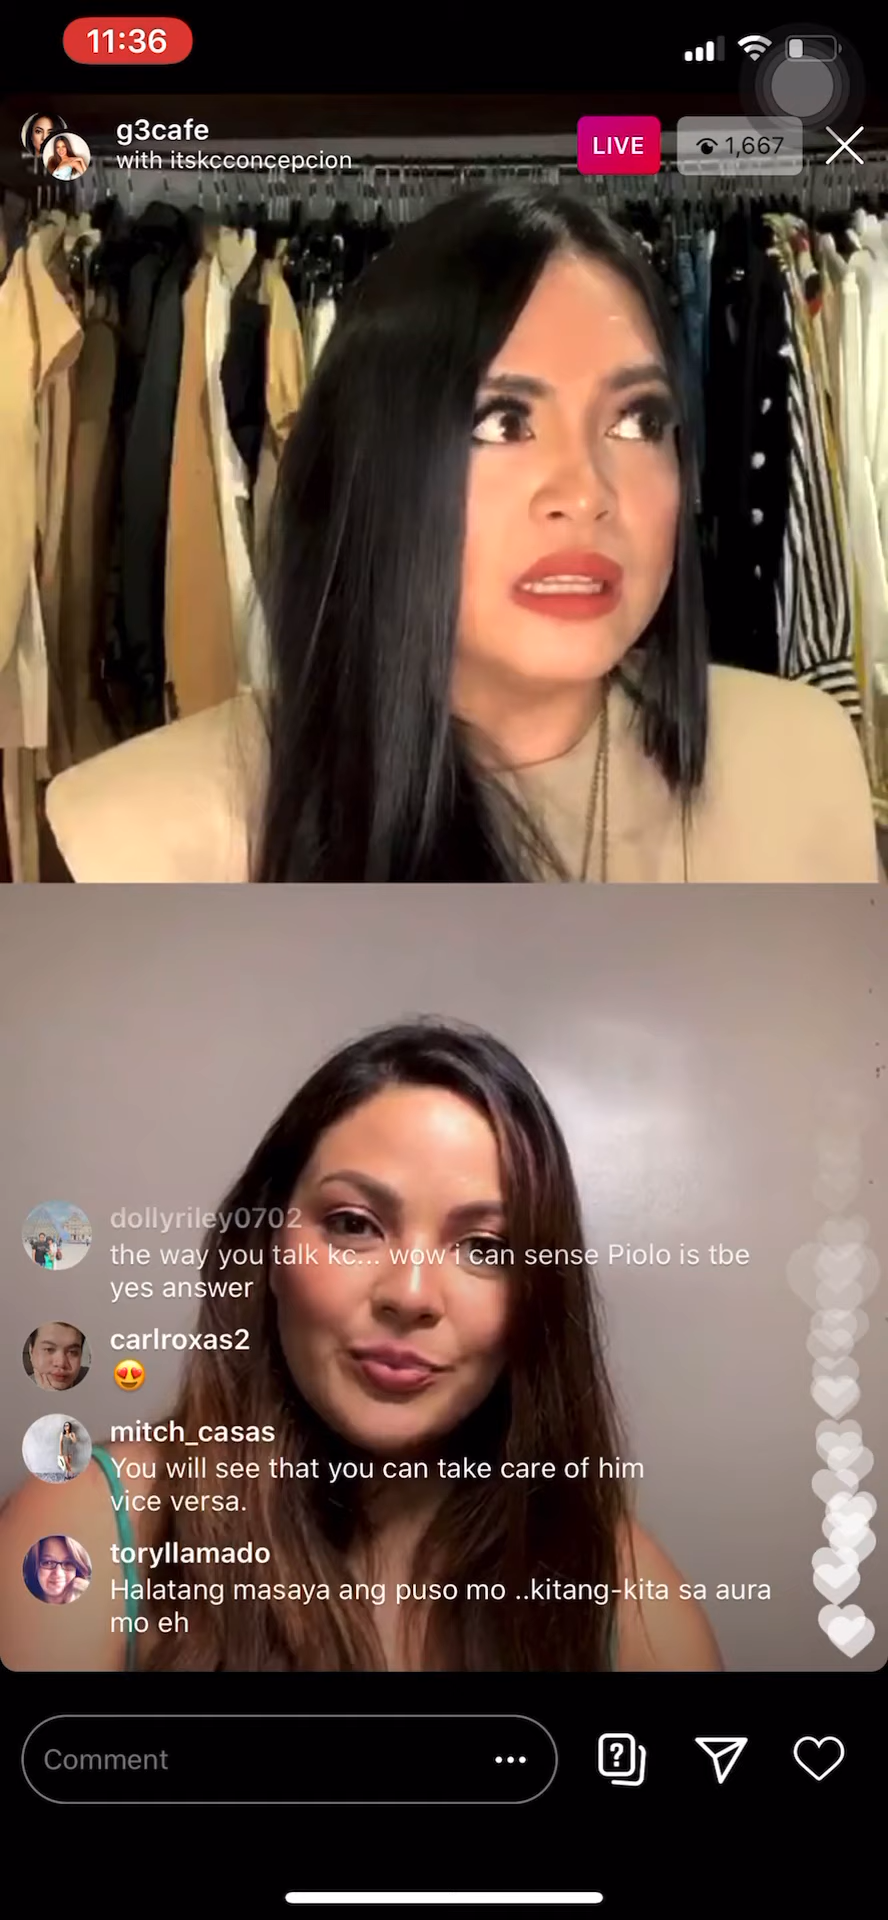 11:36
g3cafe
with itskcconcepcion
LIVE
1,667
dollyriley0702
the way you talk kc... wow i can sense Piolo is tbe
yes answer
carlroxas2
😍
mitch_casas
You will see that you can take care of him
vice versa.
toryllamado
Halatang masaya ang puso mo ..kitang-kita sa aura
mo eh
Comment